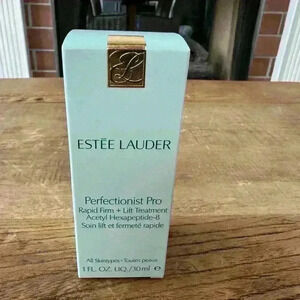 ESTĒE LAUDER
Perfectionist Pro
Rapid Firm + Lift Treatment
Acetyl Hexapeptide-8
Soin lift et fermeté rapide
All Skintypes • Toutes peaux
1 FL. OZ. LIQ./30 ml e